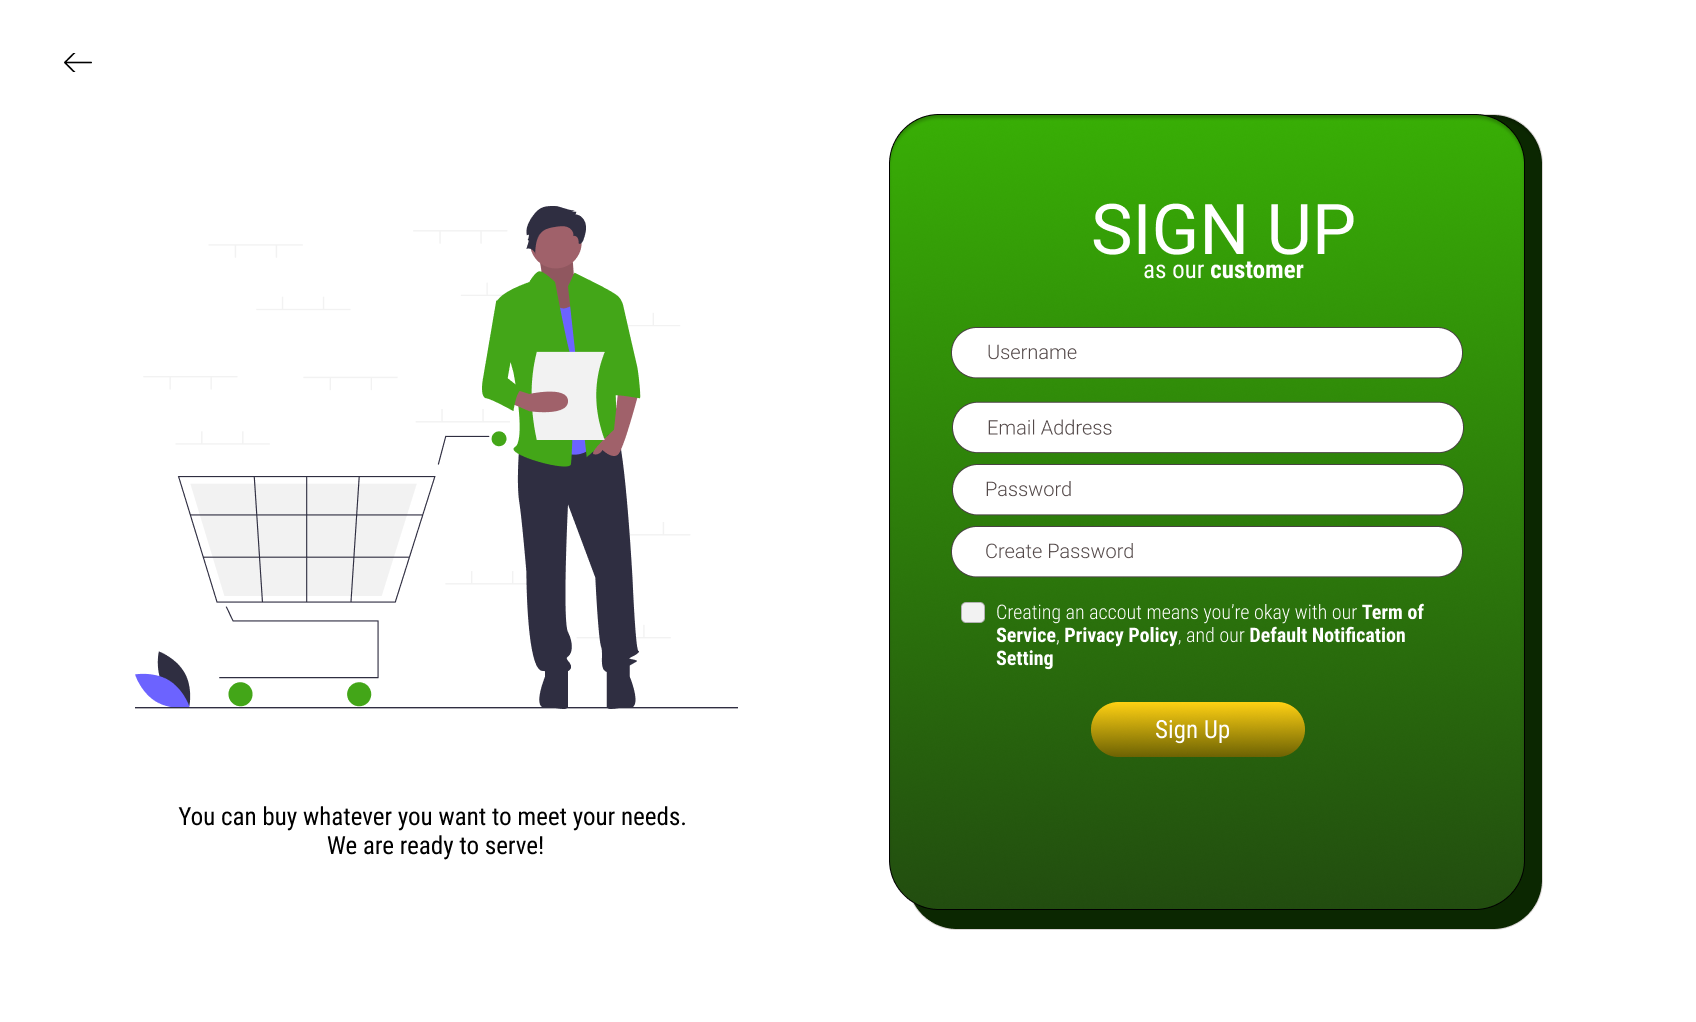 SIGN UP
as our customer
Username
Email Address
Password
Create Password
Creating an accout means you're okay with our Term of
Service, Privacy Policy, and our Default Notification
Setting
Sign Up
You can buy whatever you want to meet your needs.
We are ready to serve!